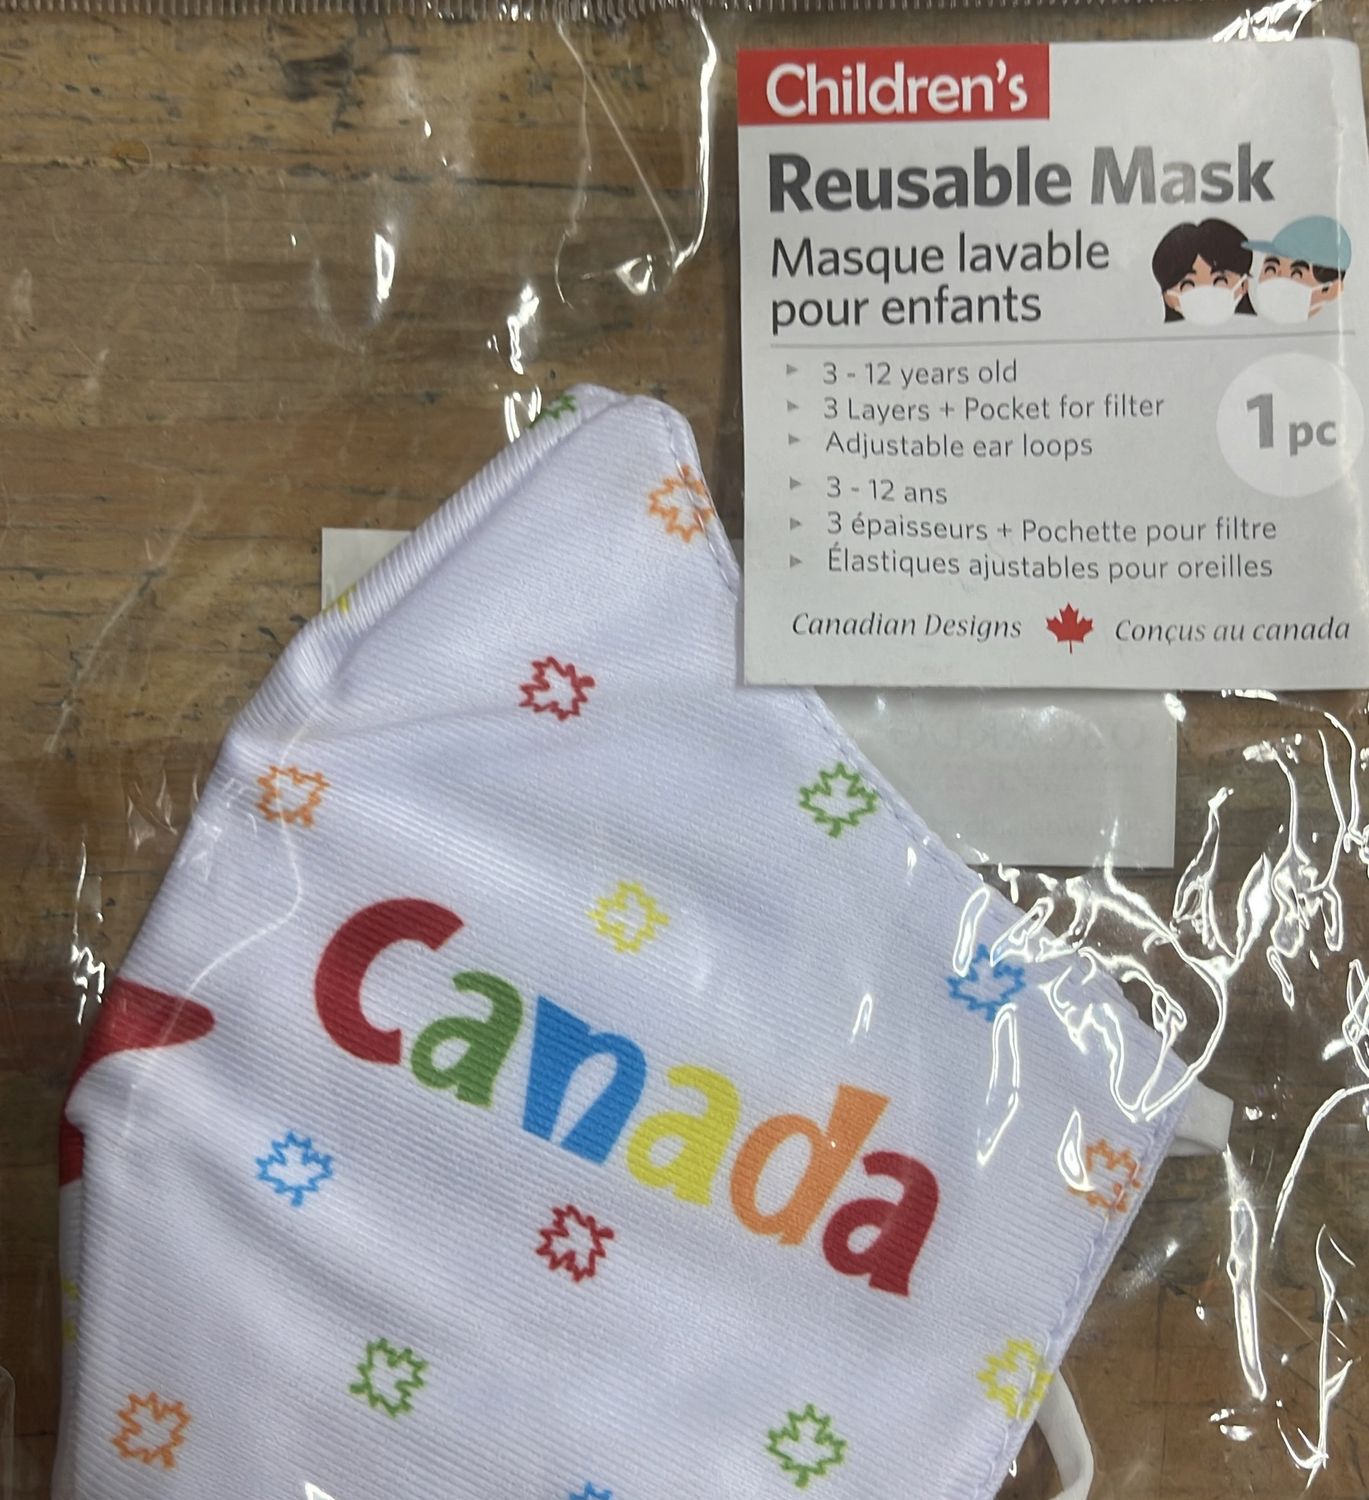 Children's
Reusable Mask
Masque lavable
pour enfants
3 - 12 years old
3 Layers + Pocket for filter
Adjustable ear loops
1 pc
3 - 12 ans
3 épaisseurs + Pochette pour filtre
Élastiques ajustables pour oreilles
Canadian Designs Conçus au canada
Canada